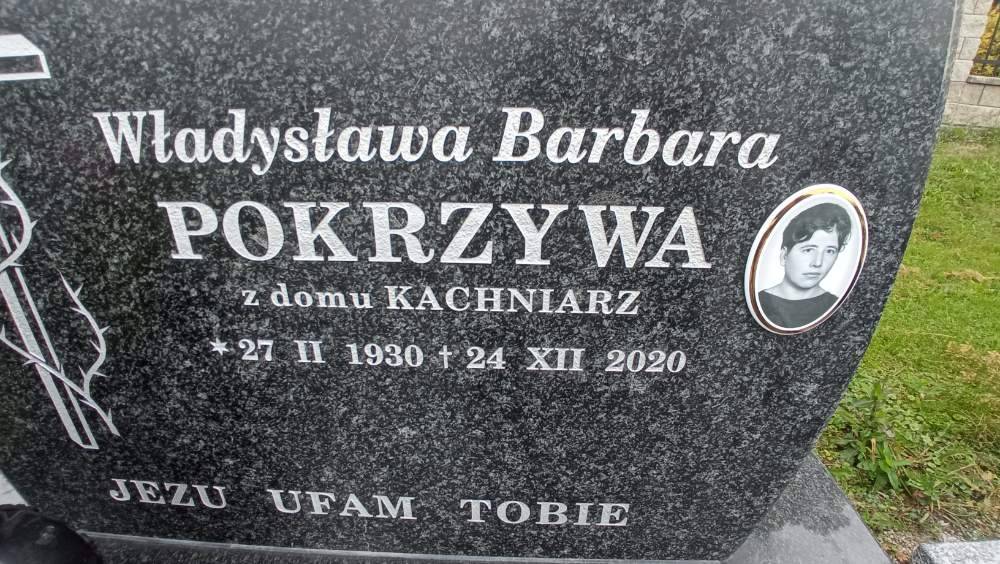 Władysława Barbara
POKRZYWA
z domu KACHNIARZ
* 27 II 1930 † 24 XII 2020
JEZU UFAM TOBIE